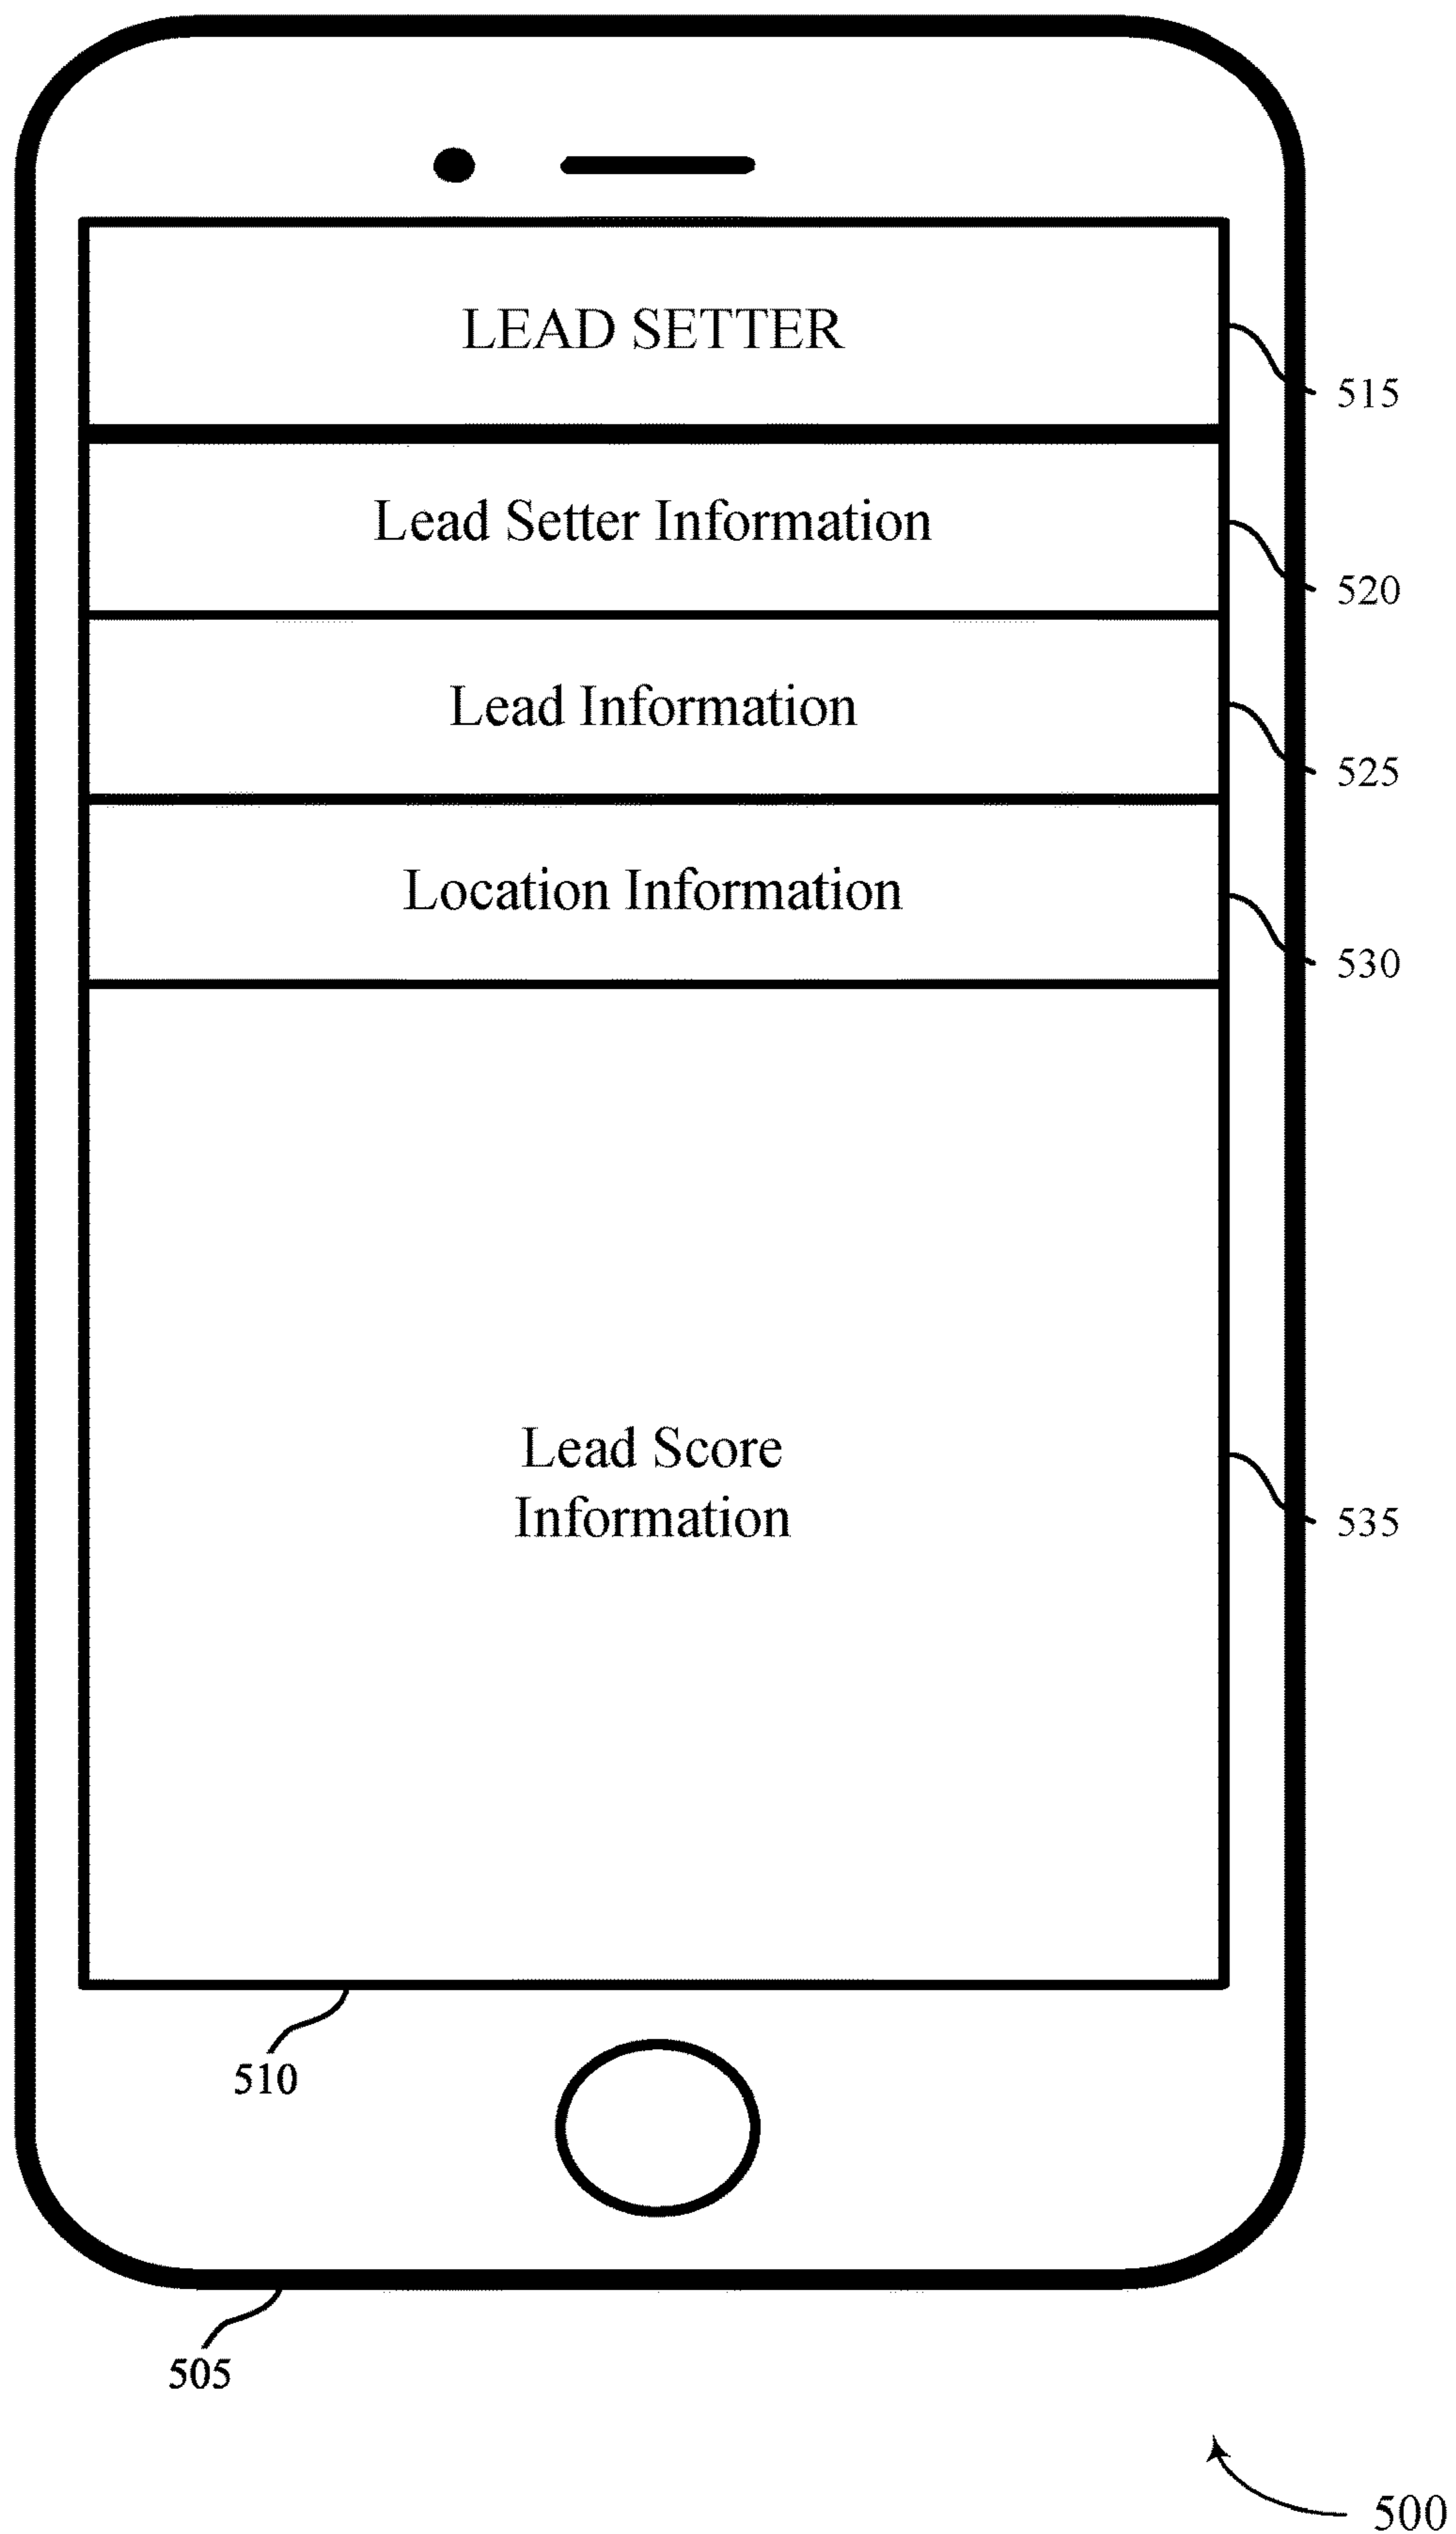 LEAD SETTER
515
Lead Setter Information
520
Lead Information
525
Location Information
530
Lead Score
Information
535
510
505
500